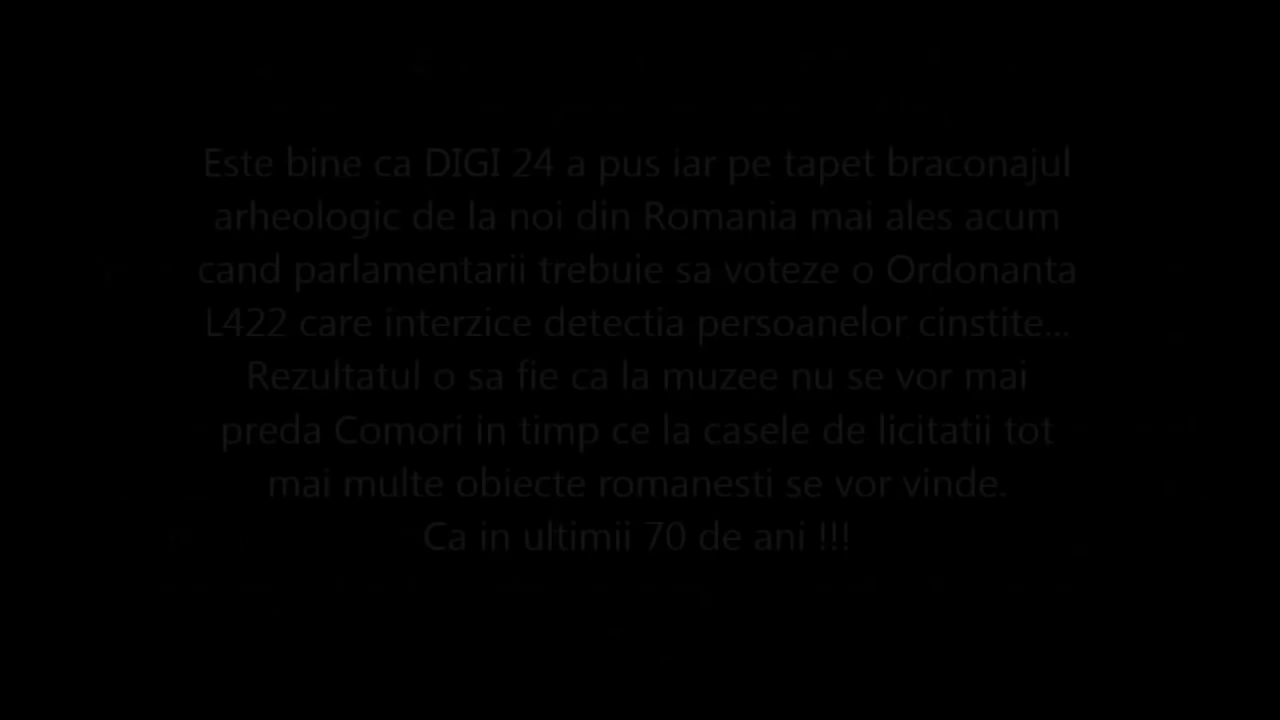 Este bine ca DIGI 24 a pus iar pe tapet braconajul
arheologic de la noi din Romania mai ales acum
cand parlamentarii trebuie sa voteze o Ordonanta
L422 care interzice detectia persoanelor cinstite...
Rezultatul o sa fie ca la muzee nu se vor mai
preda Comori in timp ce la casele de licitatii tot
mai multe obiecte romanesti se vor vinde.
Ca in ultimii 70 de ani !!!